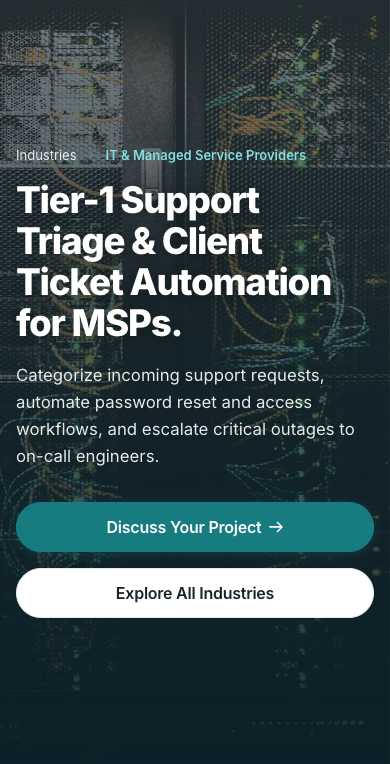 Industries IT & Managed Service Providers
Tier-1 Support
Triage & Client
Ticket Automation
for MSPs.
Categorize incoming support requests,
automate password reset and access
workflows, and escalate critical outages to
on-call engineers.
Discuss Your Project →
Explore All Industries